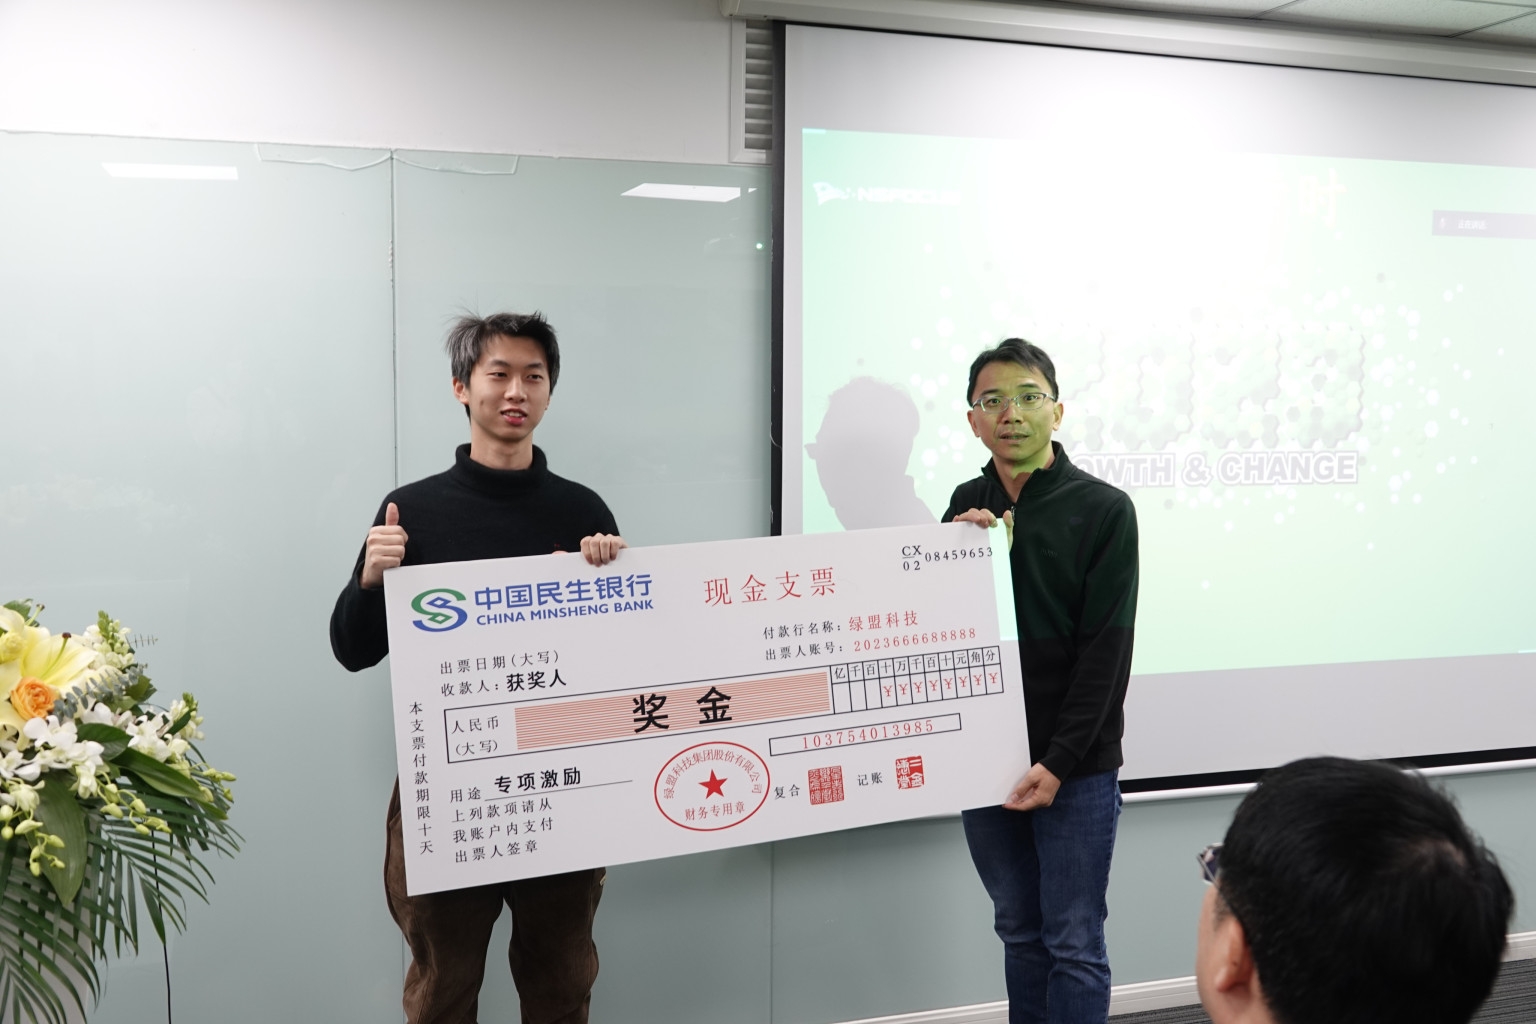 NSFOCUS
时
OWTH & CHANGE
中国民生银行
CHINA MINSHENG BANK
现金支票
CX
02
08459653
付款行名称：绿盟科技
出票人账号：2023666688888
出票日期(大写)
收款人：获奖人
本支票付款期限十天
人民币
(大写)
奖金
亿千百十万千百十元角分
¥¥¥¥¥¥¥¥
103754013985
用途 专项激励
上列款项请从
我账户内支付
出票人签章
绿盟科技集团股份有限公司
财务专用章
复合
记账